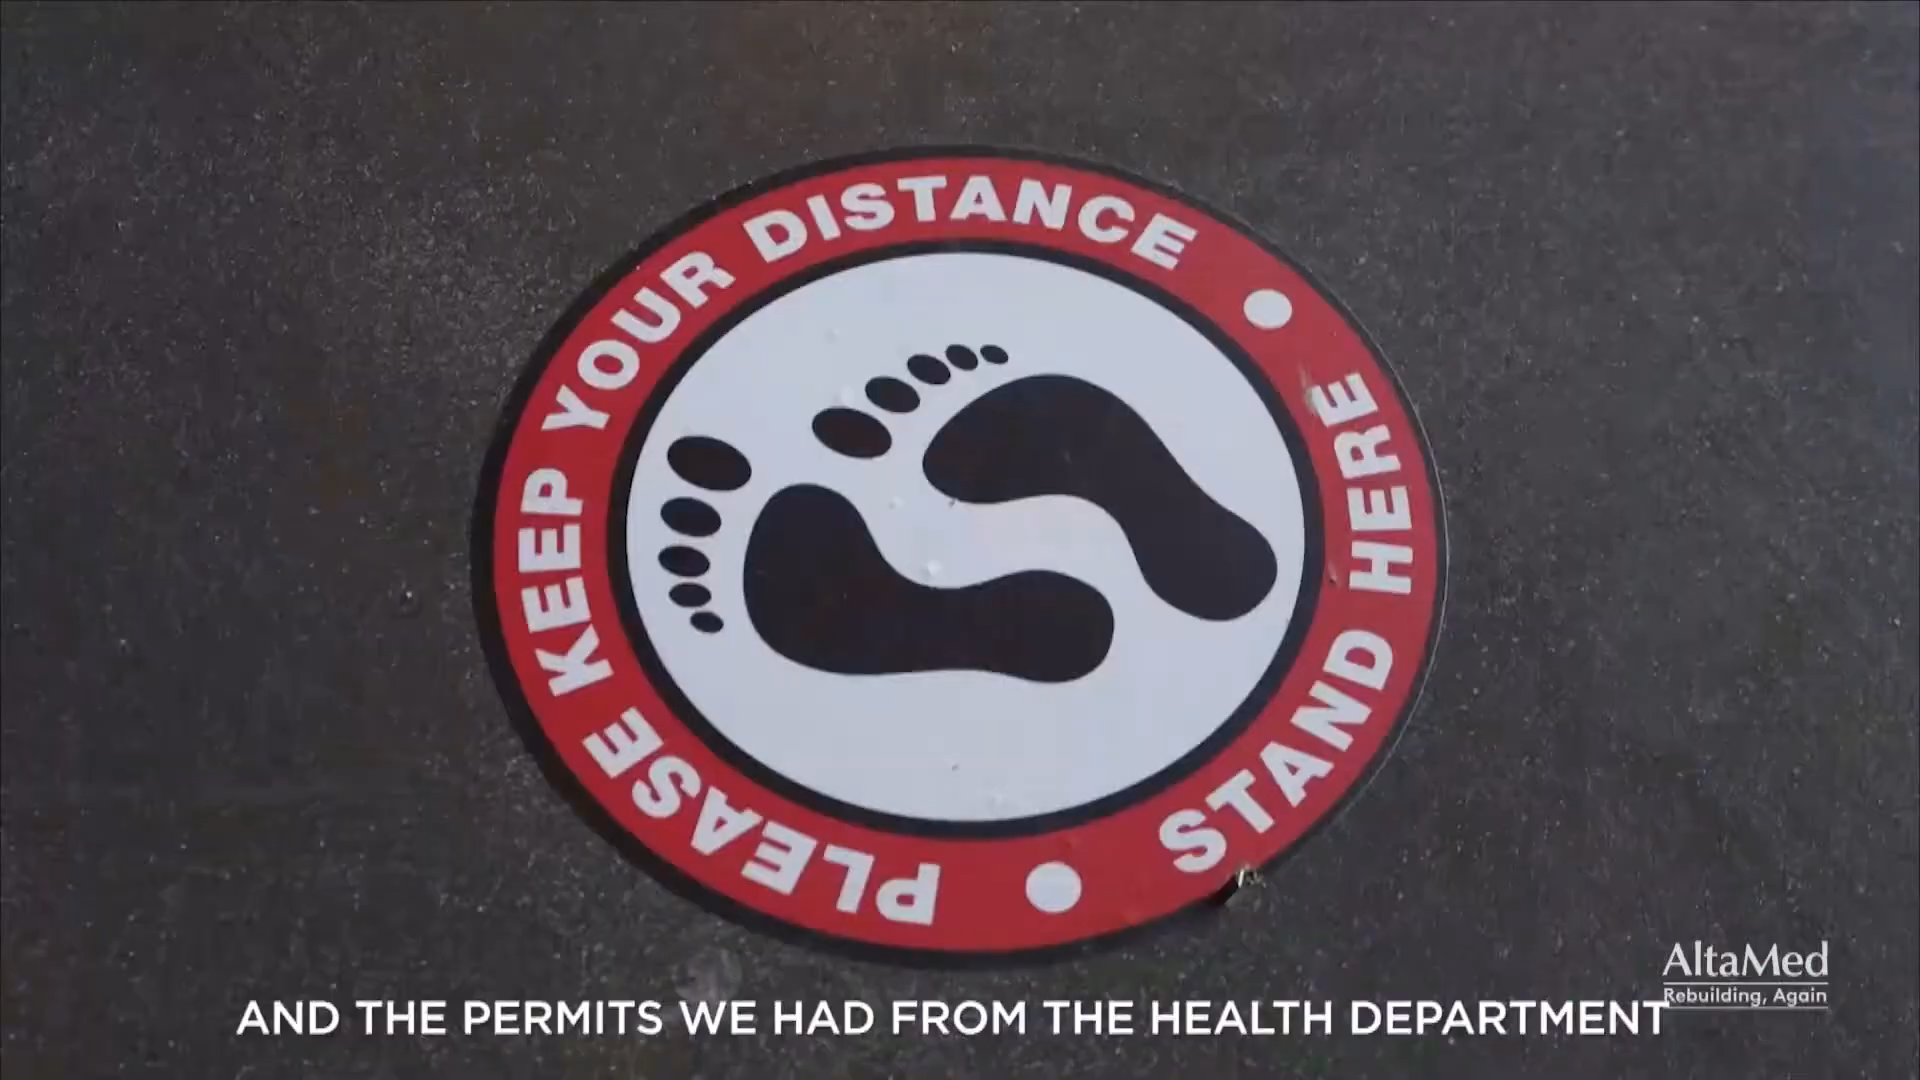 PLEASE KEEP YOUR DISTANCE
STAND HERE
AltaMed
Rebuilding, Again
AND THE PERMITS WE HAD FROM THE HEALTH DEPARTMENT